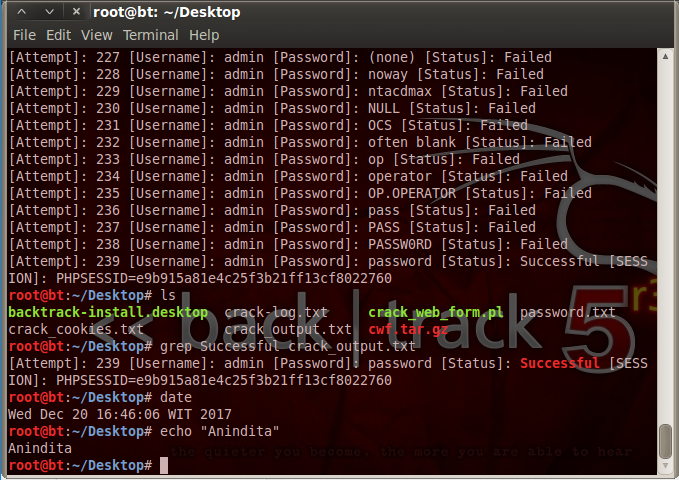 root@bt: ~/Desktop
File Edit View Terminal Help
[Attempt]: 227 [Username]: admin [Password]: (none) [Status]: Failed
[Attempt]: 228 [Username]: admin [Password]: noway [Status]: Failed
[Attempt]: 229 [Username]: admin [Password]: ntacdmax [Status]: Failed
[Attempt]: 230 [Username]: admin [Password]: NULL [Status]: Failed
[Attempt]: 231 [Username]: admin [Password]: OCS [Status]: Failed
[Attempt]: 232 [Username]: admin [Password]: often blank [Status]: Failed
[Attempt]: 233 [Username]: admin [Password]: op [Status]: Failed
[Attempt]: 234 [Username]: admin [Password]: operator [Status]: Failed
[Attempt]: 235 [Username]: admin [Password]: OP.OPERATOR [Status]: Failed
[Attempt]: 236 [Username]: admin [Password]: pass [Status]: Failed
[Attempt]: 237 [Username]: admin [Password]: PASS [Status]: Failed
[Attempt]: 238 [Username]: admin [Password]: PASSW0RD [Status]: Failed
[Attempt]: 239 [Username]: admin [Password]: password [Status]: Successful [SESS
ION]: PHPSESSID=e9b915a81e4c25f3b21ff13cf8022760
root@bt:~/Desktop# ls
backtrack-install.desktop crack-log.txt crack_web_form.pl password.txt
crack_cookies.txt crack_output.txt cwf.tar.gz
root@bt:~/Desktop# grep Successful crack_output.txt
[Attempt]: 239 [Username]: admin [Password]: password [Status]: Successful [SESS
ION]: PHPSESSID=e9b915a81e4c25f3b21ff13cf8022760
root@bt:~/Desktop# date
Wed Dec 20 16:46:06 WIT 2017
root@bt:~/Desktop# echo "Anindita"
Anindita
root@bt:~/Desktop#
<< back | track 5 r3
the quieter you become, the more you are able to hear